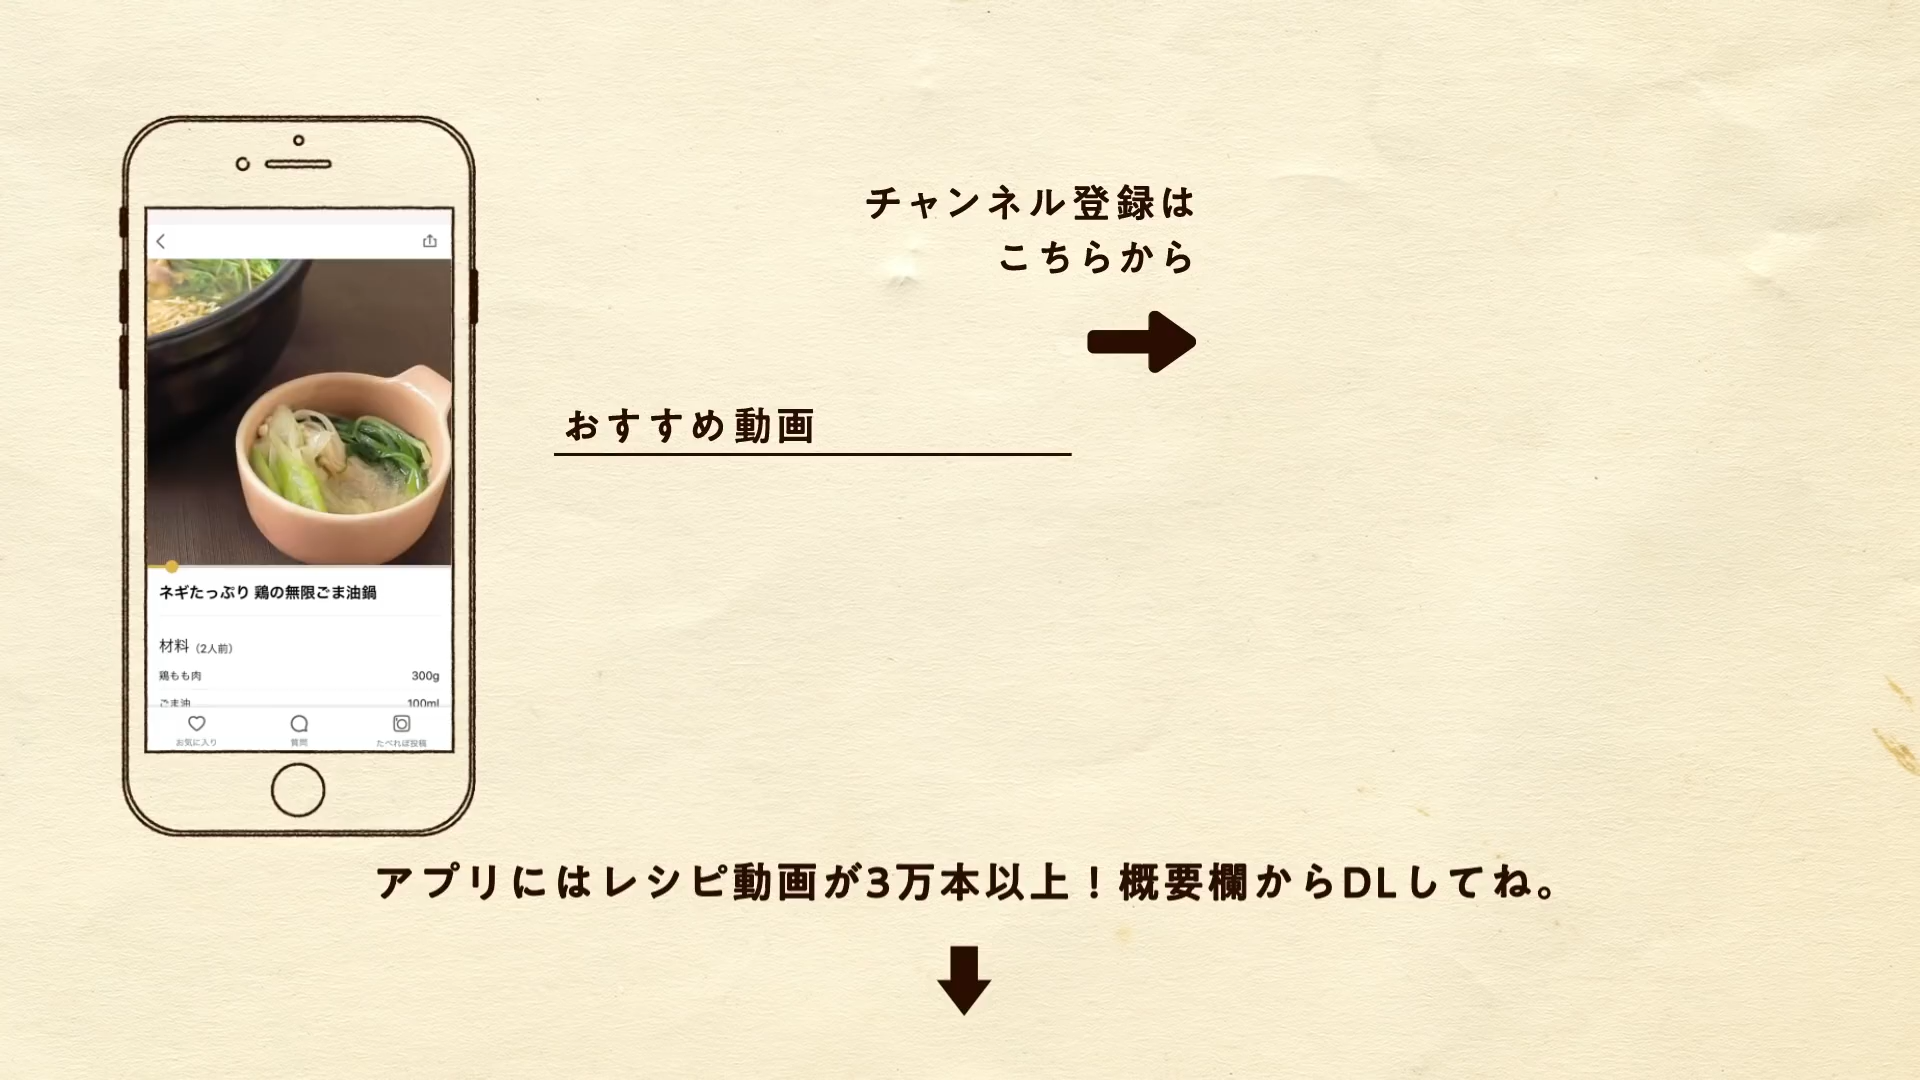 チャンネル登録は
こちらから
おすすめ動画
ネギたっぷり 鶏の無限ごま油鍋
材料 (2人前)
鶏もも肉 300g
ごま油 100ml
お気に入り 質問 たべれぽ投稿
アプリにはレシピ動画が3万本以上！概要欄からDLしてね。